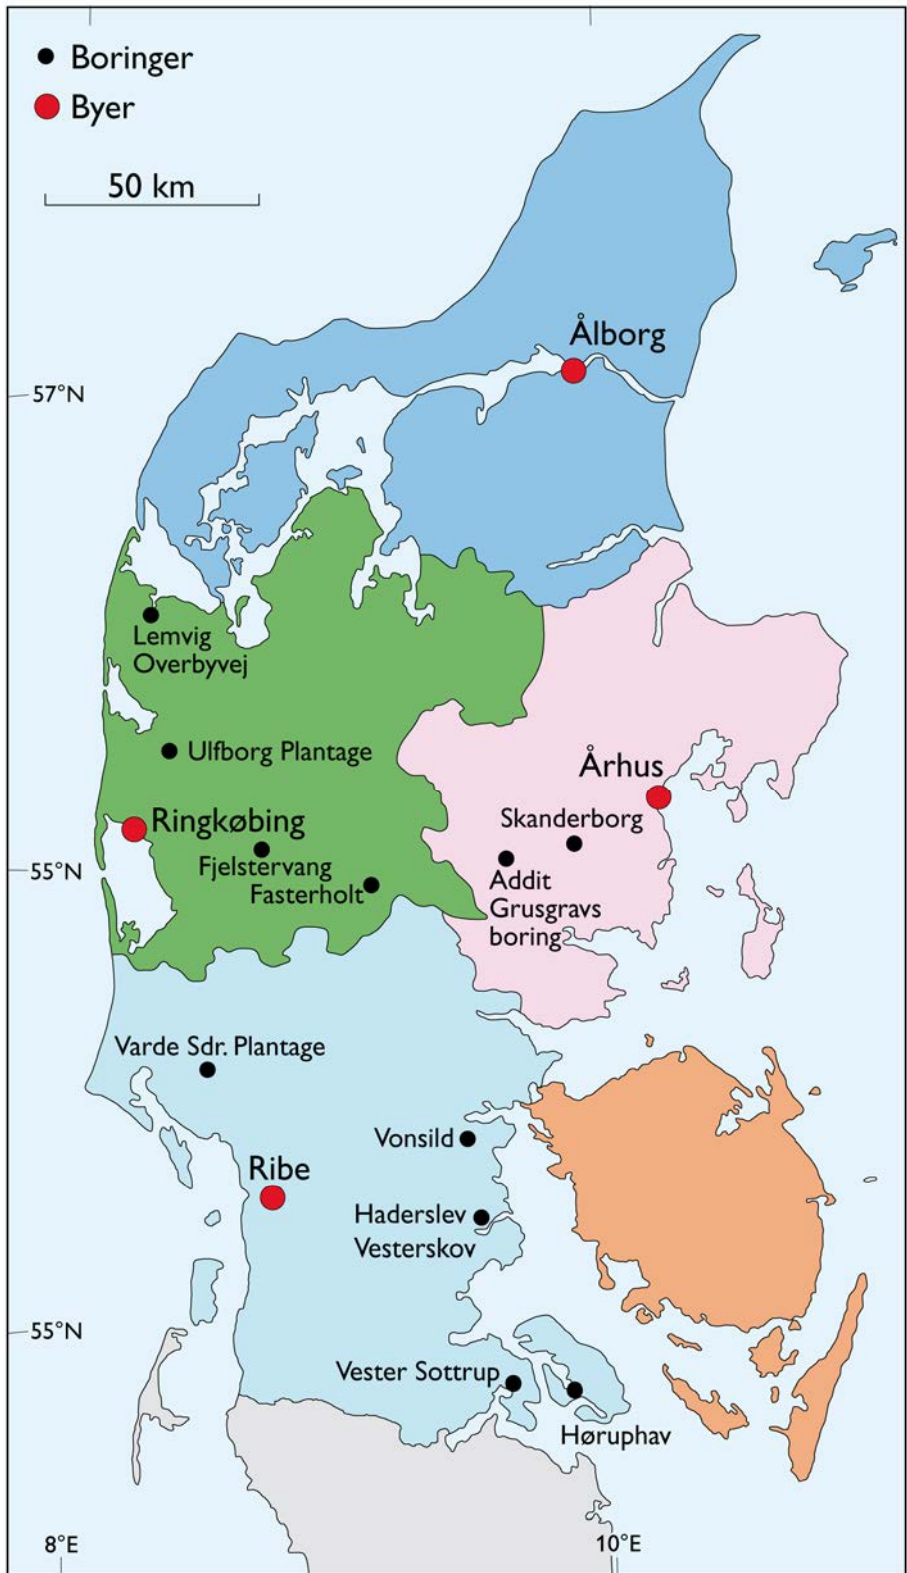 Boringer
Byer
50 km
Ålborg
57°N
Lemvig
Overbyvej
Ulfborg Plantage
Århus
Ringkøbing
Skanderborg
Fjelstervang
55°N
Fasterholt
Addit
Grusgravs
boring
Varde Sdr. Plantage
Vonsild
Ribe
Haderslev
Vesterskov
55°N
Vester Sottrup
Høruphav
8°E
10°E